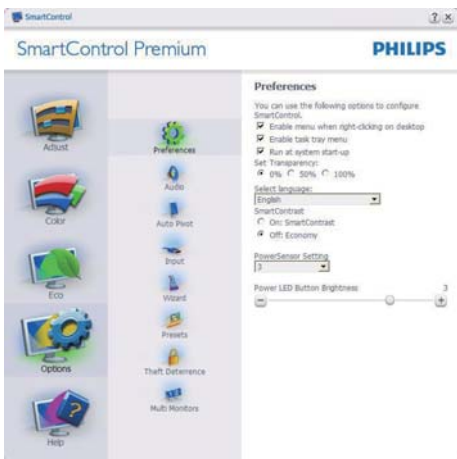 SmartControl
SmartControl Premium
PHILIPS
Adjust
Color
Eco
Options
Help
Preferences
Audio
Auto Pivot
Input
Wizard
Presets
Theft Deterrence
Multi Monitors
Preferences
You can use the following options to configure
SmartControl.
Enable menu when right-clicking on desktop
Enable task tray menu
Run at system start-up
Set Transparency:
0% 50% 100%
Select language:
English
SmartContrast
On: SmartContrast
Off: Economy
PowerSensor Setting
3
Power LED Button Brightness 3